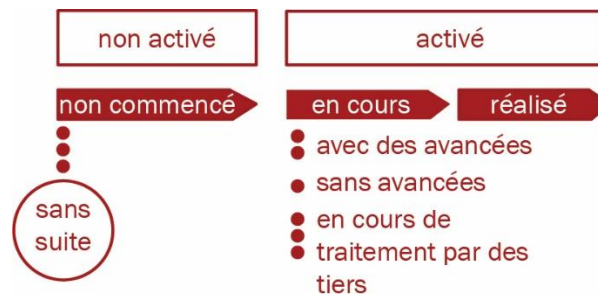 non activé
activé
non commencé
en cours
réalisé
avec des avancées
sans avancées
en cours de
traitement par des
tiers
sans
suite